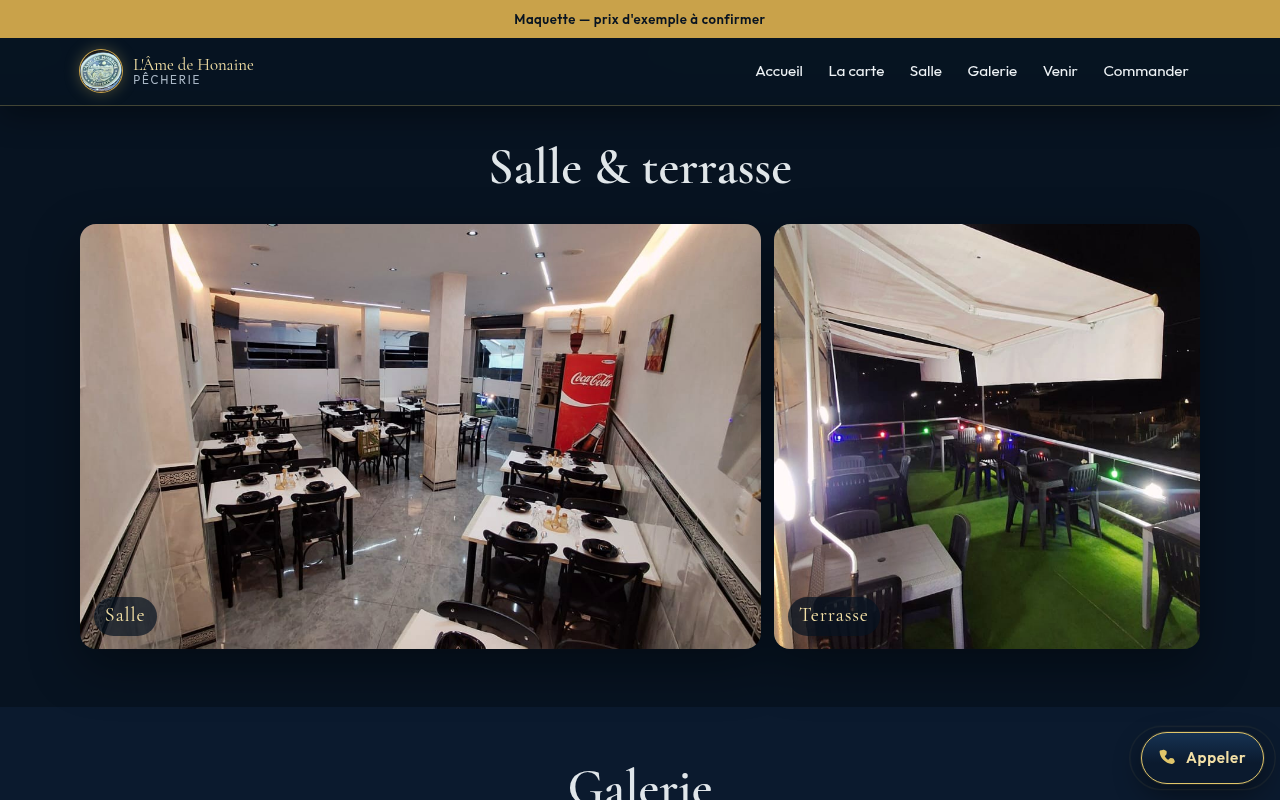 Maquette — prix d'exemple à confirmer
L'Âme de Honaine
PÊCHERIE
Accueil La carte Salle Galerie Venir Commander
Salle & terrasse
Coca-Cola
Salle
Terrasse
Galerie
Appeler